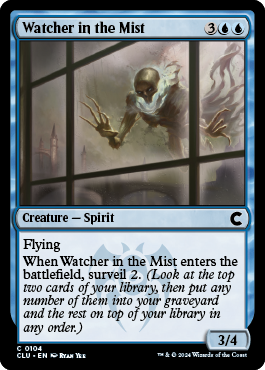 Watcher in the Mist 3
Creature — Spirit
Flying
When Watcher in the Mist enters the
battlefield, surveil 2. (Look at the top
two cards of your library, then put any
number of them into your graveyard
and the rest on top of your library in
any order.)
3/4
C 0104
CLU • EN Ryan Yee
™ & © 2024 Wizards of the Coast